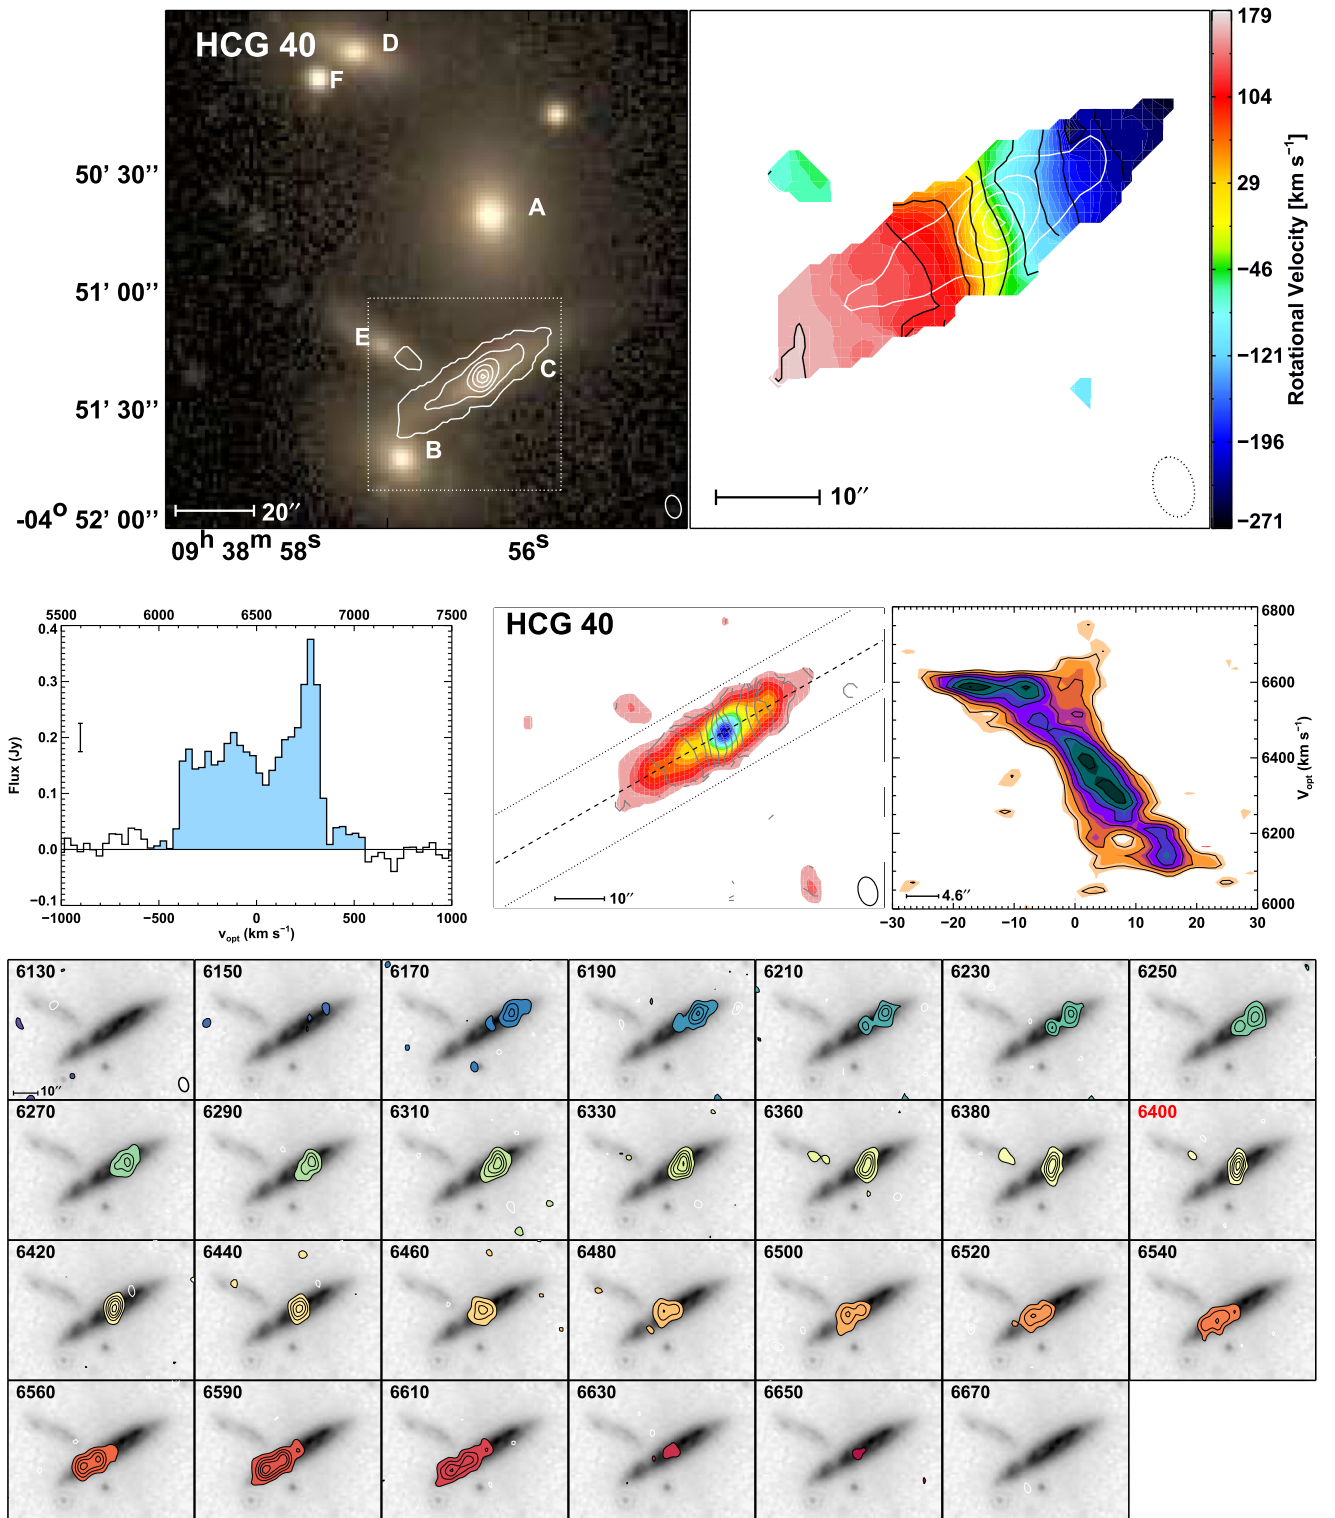 HCG 40
D
F
A
E
C
B
50' 30''
51' 00''
51' 30''
-04° 52' 00''
20''
09h 38m 58s
56s
10''
179
104
29
−46
−121
−196
−271
Rotational Velocity [km s−1]
5500 6000 6500 7000 7500
0.4
0.3
0.2
0.1
0.0
−0.1
Flux (Jy)
−1000 −500 0 500 1000
vopt (km s−1)
HCG 40
10''
6800
6600
6400
6200
6000
Vopt (km s−1)
4.6''
−30 −20 −10 0 10 20 30
6130 6150 6170 6190 6210 6230 6250
10''
6270 6290 6310 6330 6360 6380 6400
6420 6440 6460 6480 6500 6520 6540
6560 6590 6610 6630 6650 6670